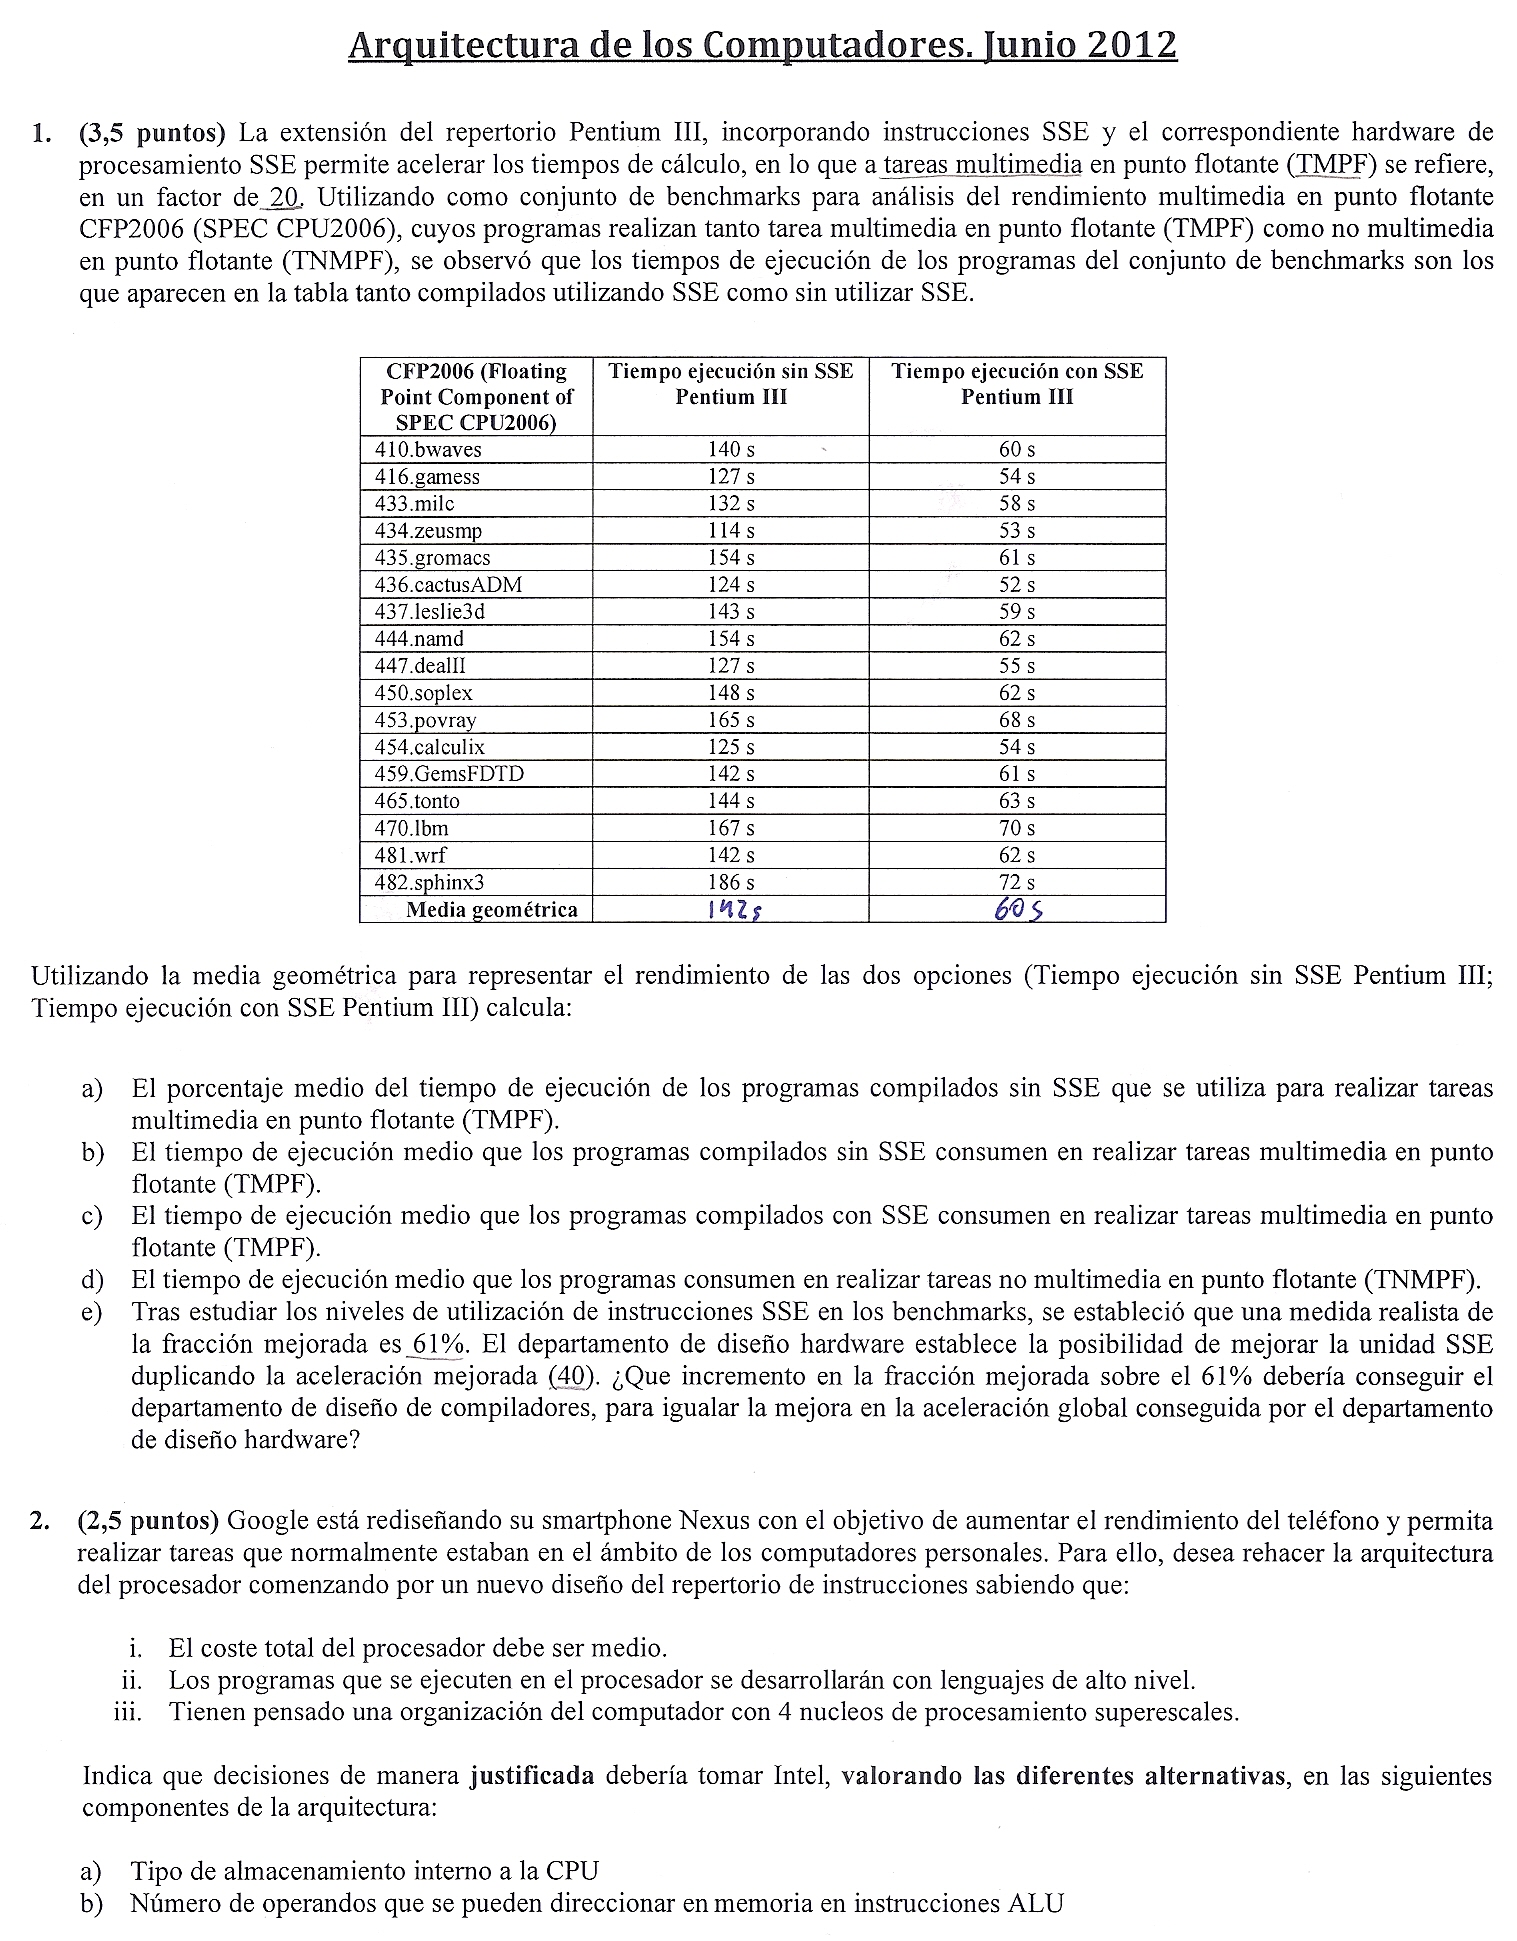 Arquitectura de los Computadores. Junio 2012
1. (3,5 puntos) La extensión del repertorio Pentium III, incorporando instrucciones SSE y el correspondiente hardware de
procesamiento SSE permite acelerar los tiempos de cálculo, en lo que a tareas multimedia en punto flotante (TMPF) se refiere,
en un factor de 20. Utilizando como conjunto de benchmarks para análisis del rendimiento multimedia en punto flotante
CFP2006 (SPEC CPU2006), cuyos programas realizan tanto tarea multimedia en punto flotante (TMPF) como no multimedia
en punto flotante (TNMPF), se observó que los tiempos de ejecución de los programas del conjunto de benchmarks son los
que aparecen en la tabla tanto compilados utilizando SSE como sin utilizar SSE.
CFP2006 (Floating Tiempo ejecución sin SSE Tiempo ejecución con SSE
Point Component of Pentium III Pentium III
SPEC CPU2006)
410.bwaves 140 s 60 s
416.gamess 127 s 54 s
433.milc 132 s 58 s
434.zeusmp 114 s 53 s
435.gromacs 154 s 61 s
436.cactusADM 124 s 52 s
437.leslie3d 143 s 59 s
444.namd 154 s 62 s
447.dealII 127 s 55 s
450.soplex 148 s 62 s
453.povray 165 s 68 s
454.calculix 125 s 54 s
459.GemsFDTD 142 s 61 s
465.tonto 144 s 63 s
470.lbm 167 s 70 s
481.wrf 142 s 62 s
482.sphinx3 186 s 72 s
Media geométrica 142s 60s
Utilizando la media geométrica para representar el rendimiento de las dos opciones (Tiempo ejecución sin SSE Pentium III;
Tiempo ejecución con SSE Pentium III) calcula:
a) El porcentaje medio del tiempo de ejecución de los programas compilados sin SSE que se utiliza para realizar tareas
multimedia en punto flotante (TMPF).
b) El tiempo de ejecución medio que los programas compilados sin SSE consumen en realizar tareas multimedia en punto
flotante (TMPF).
c) El tiempo de ejecución medio que los programas compilados con SSE consumen en realizar tareas multimedia en punto
flotante (TMPF).
d) El tiempo de ejecución medio que los programas consumen en realizar tareas no multimedia en punto flotante (TNMPF).
e) Tras estudiar los niveles de utilización de instrucciones SSE en los benchmarks, se estableció que una medida realista de
la fracción mejorada es 61%. El departamento de diseño hardware establece la posibilidad de mejorar la unidad SSE
duplicando la aceleración mejorada (40). ¿Que incremento en la fracción mejorada sobre el 61% debería conseguir el
departamento de diseño de compiladores, para igualar la mejora en la aceleración global conseguida por el departamento
de diseño hardware?
2. (2,5 puntos) Google está rediseñando su smartphone Nexus con el objetivo de aumentar el rendimiento del teléfono y permita
realizar tareas que normalmente estaban en el ámbito de los computadores personales. Para ello, desea rehacer la arquitectura
del procesador comenzando por un nuevo diseño del repertorio de instrucciones sabiendo que:
i. El coste total del procesador debe ser medio.
ii. Los programas que se ejecuten en el procesador se desarrollarán con lenguajes de alto nivel.
iii. Tienen pensado una organización del computador con 4 nucleos de procesamiento superescales.
Indica que decisiones de manera justificada debería tomar Intel, valorando las diferentes alternativas, en las siguientes
componentes de la arquitectura:
a) Tipo de almacenamiento interno a la CPU
b) Número de operandos que se pueden direccionar en memoria en instrucciones ALU